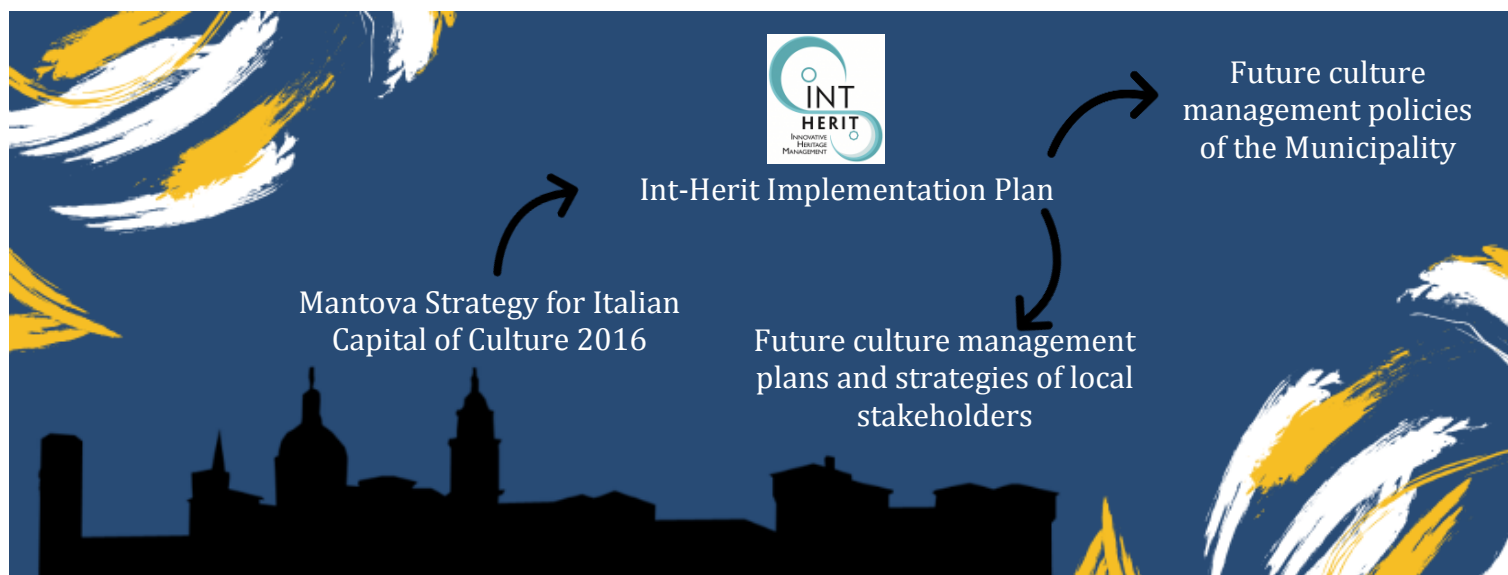 INT
HERIT
INNOVATIVE
HERITAGE
MANAGEMENT
Int-Herit Implementation Plan
Future culture
management policies
of the Municipality
Mantova Strategy for Italian
Capital of Culture 2016
Future culture management
plans and strategies of local
stakeholders